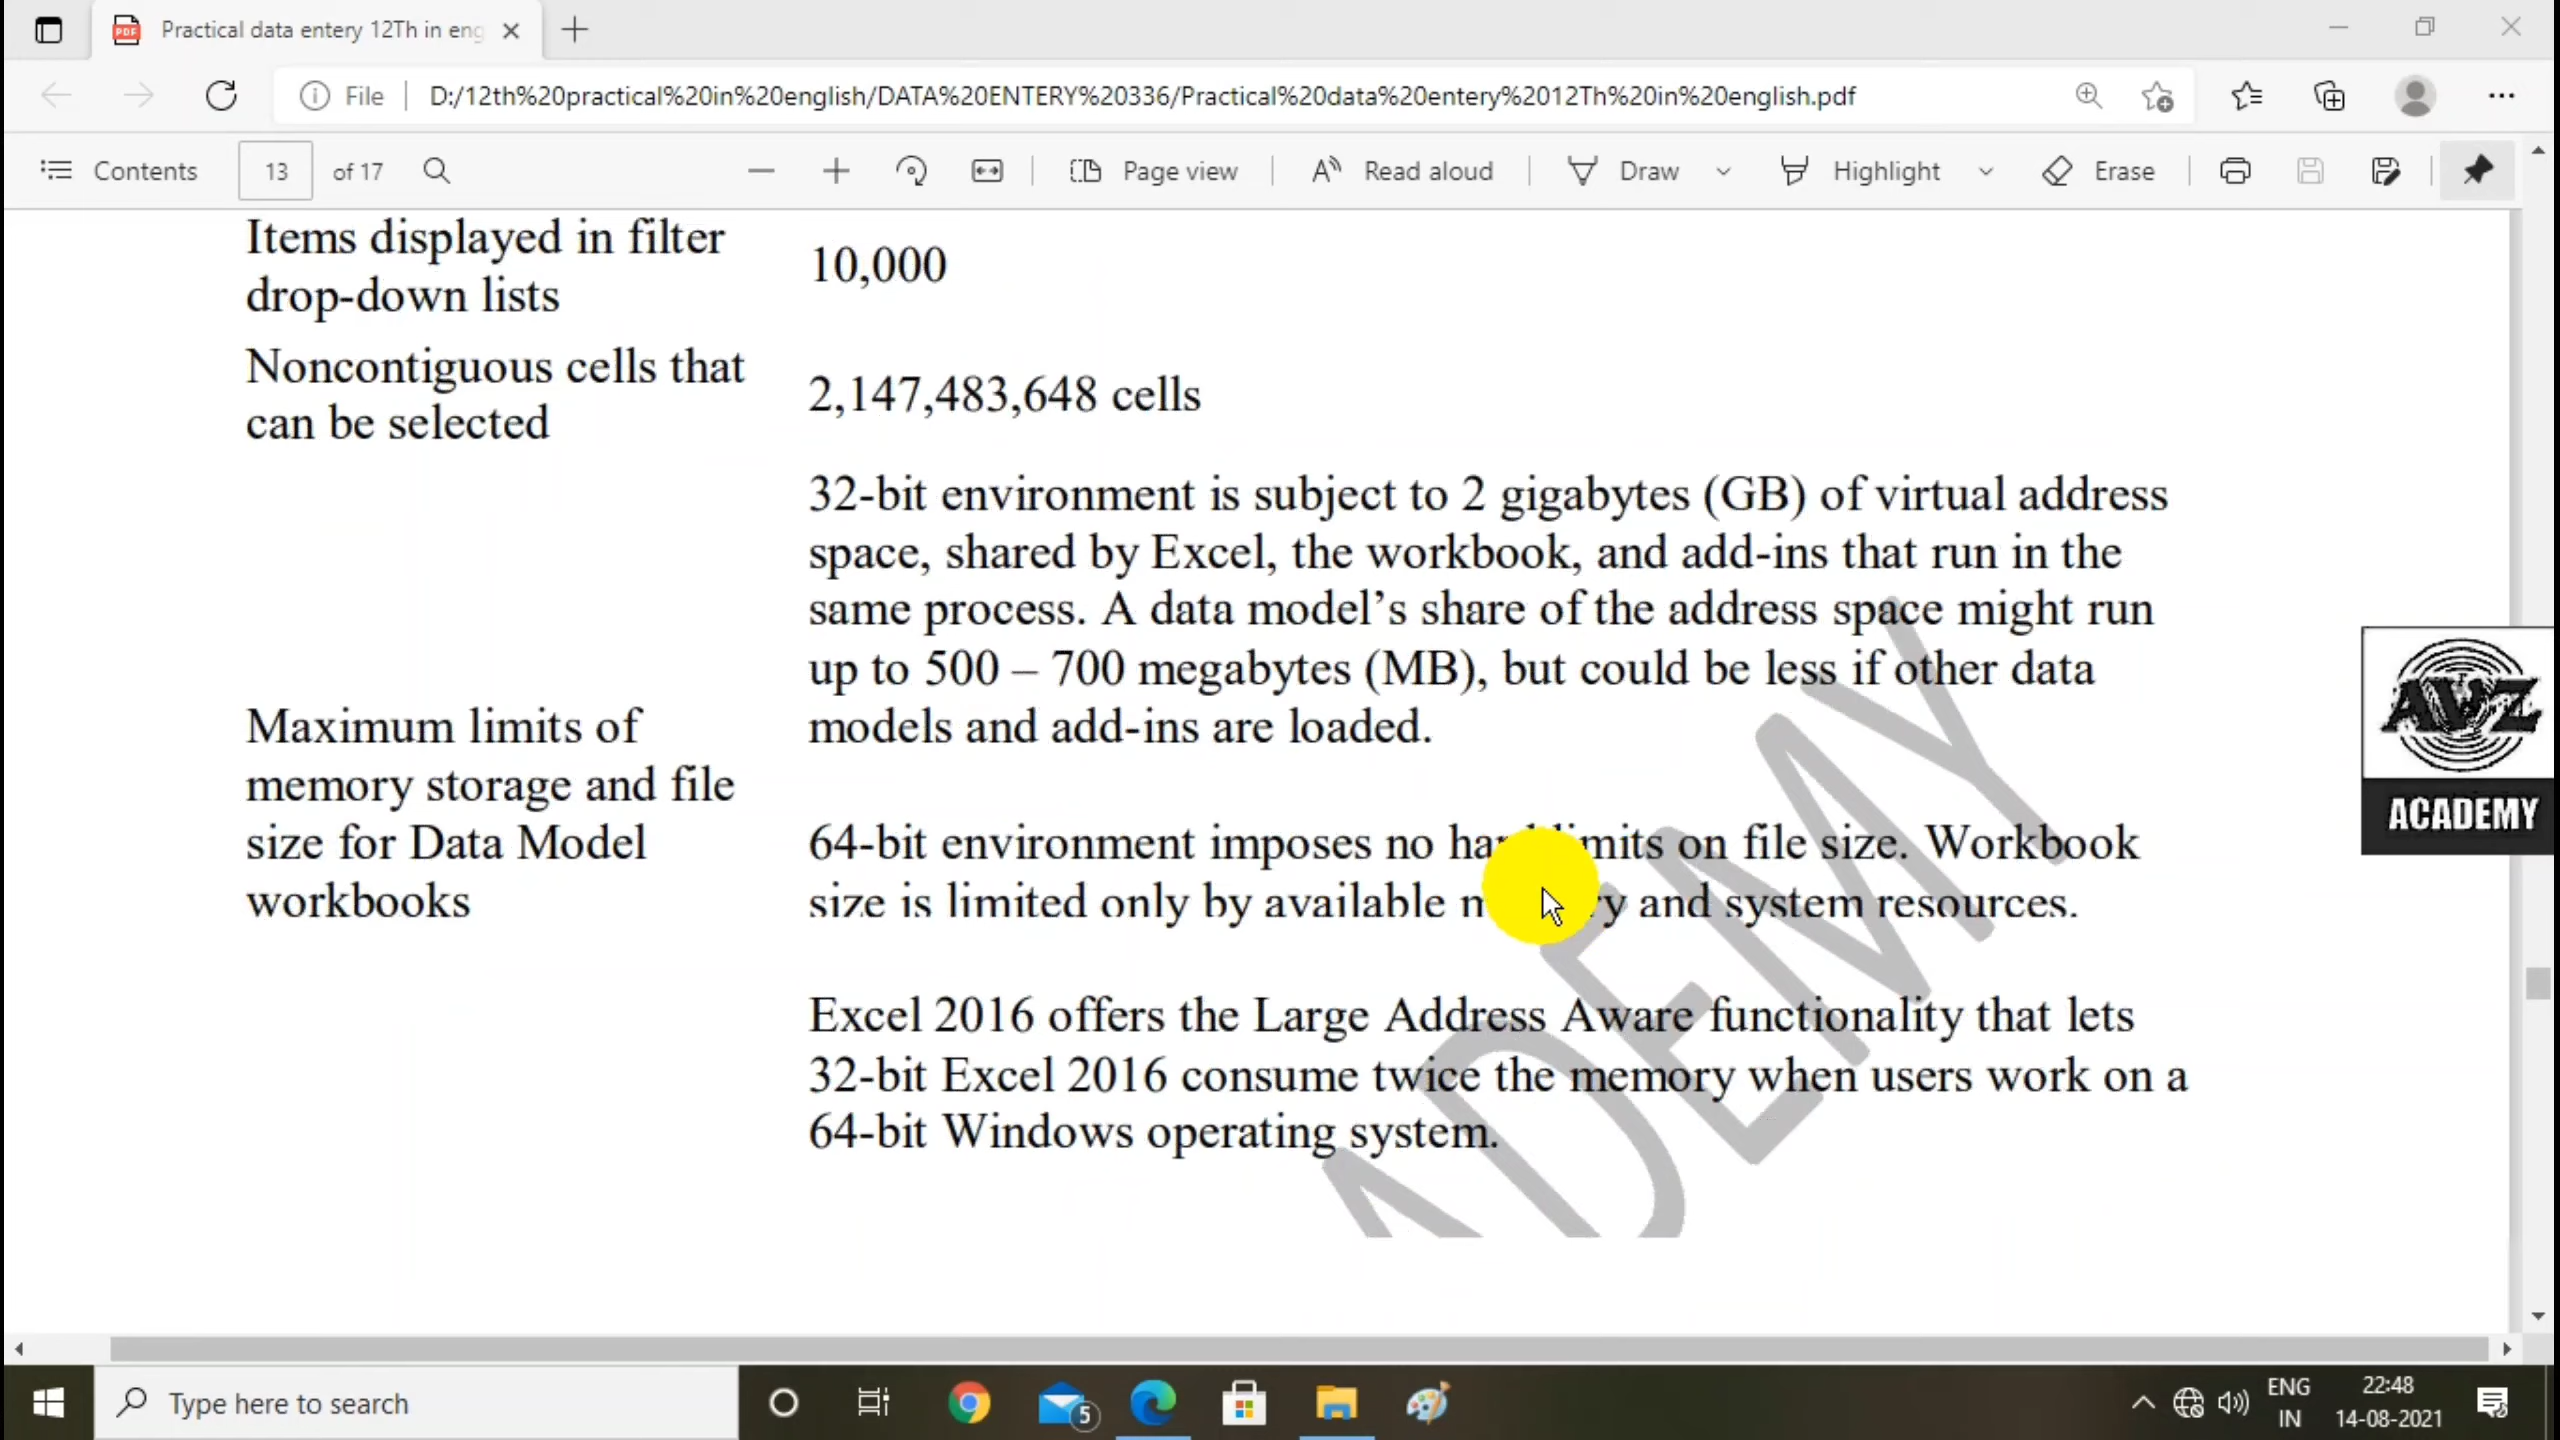 Practical data entery 12Th in eng
File
D:/12th%20practical%20in%20english/DATA%20ENTERY%20336/Practical%20data%20entery%2012Th%20in%20english.pdf
Contents
13
of 17
Page view
Read aloud
Draw
Highlight
Erase
Items displayed in filter
drop-down lists
10,000
Noncontiguous cells that
can be selected
2,147,483,648 cells
32-bit environment is subject to 2 gigabytes (GB) of virtual address
space, shared by Excel, the workbook, and add-ins that run in the
same process. A data model’s share of the address space might run
up to 500 – 700 megabytes (MB), but could be less if other data
models and add-ins are loaded.
Maximum limits of
memory storage and file
size for Data Model
workbooks
64-bit environment imposes no hard limits on file size. Workbook
size is limited only by available memory and system resources.
Excel 2016 offers the Large Address Aware functionality that lets
32-bit Excel 2016 consume twice the memory when users work on a
64-bit Windows operating system.
ADEMY
AVZ
ACADEMY
Type here to search
5
ENG
IN
22:48
14-08-2021